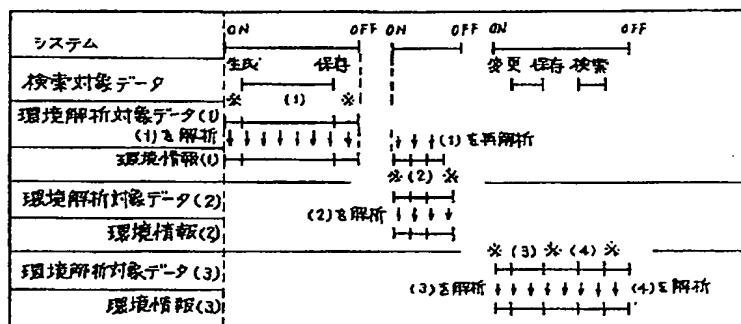 ON OFF ON OFF ON OFF
システム
生成 保存 変更 保存 検索
検索対象データ
※ (1) ※
環境解析対象データ(1)
(1)を解析 (1)を再解析
環境情報(1)
※(2) ※
環境解析対象データ(2)
(2)を解析
環境情報(2)
※ (3) ※ (4) ※
環境解析対象データ(3)
(3)を解析 (4)を解析
環境情報(3)